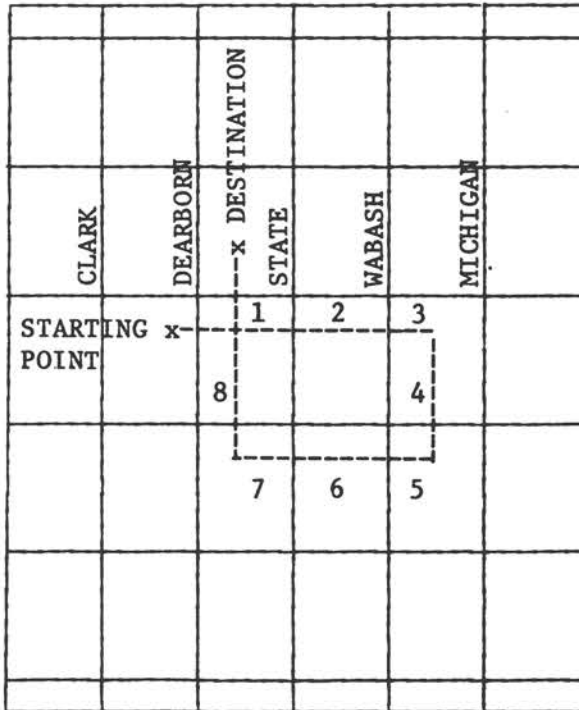 DESTINATION
x
CLARK
DEARBORN
STATE
WABASH
MICHIGAN
1 2 3
STARTING x
POINT
8 4
7 6 5